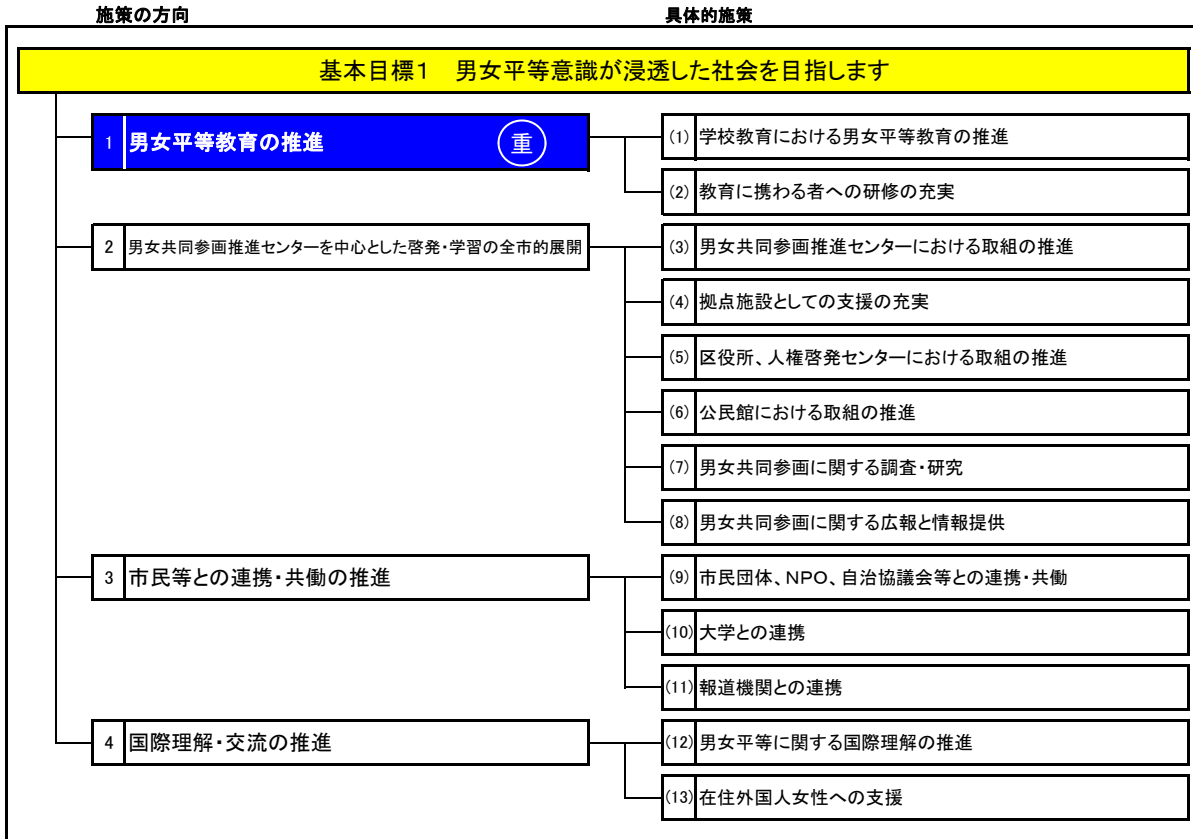 施策の方向 具体的施策
基本目標1 男女平等意識が浸透した社会を目指します
1 男女平等教育の推進 重
(1) 学校教育における男女平等教育の推進
(2) 教育に携わる者への研修の充実
2 男女共同参画推進センターを中心とした啓発・学習の全市的展開
(3) 男女共同参画推進センターにおける取組の推進
(4) 拠点施設としての支援の充実
(5) 区役所、人権啓発センターにおける取組の推進
(6) 公民館における取組の推進
(7) 男女共同参画に関する調査・研究
(8) 男女共同参画に関する広報と情報提供
3 市民等との連携・共働の推進
(9) 市民団体、NPO、自治協議会等との連携・共働
(10) 大学との連携
(11) 報道機関との連携
4 国際理解・交流の推進
(12) 男女平等に関する国際理解の推進
(13) 在住外国人女性への支援